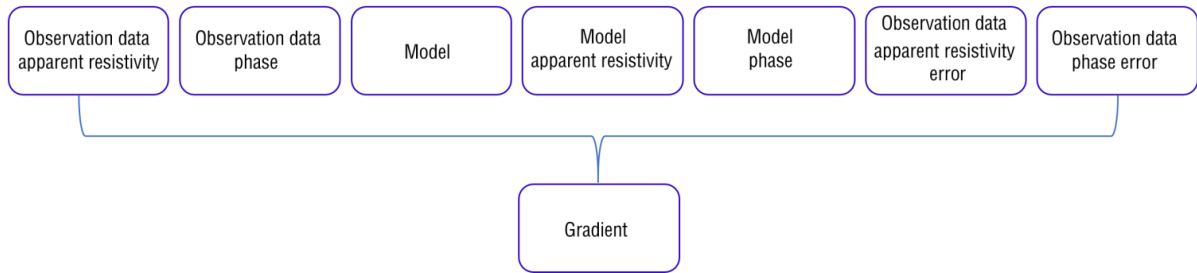 Observation data
apparent resistivity
Observation data
phase
Model
Model
apparent resistivity
Model
phase
Observation data
apparent resistivity
error
Observation data
phase error
Gradient